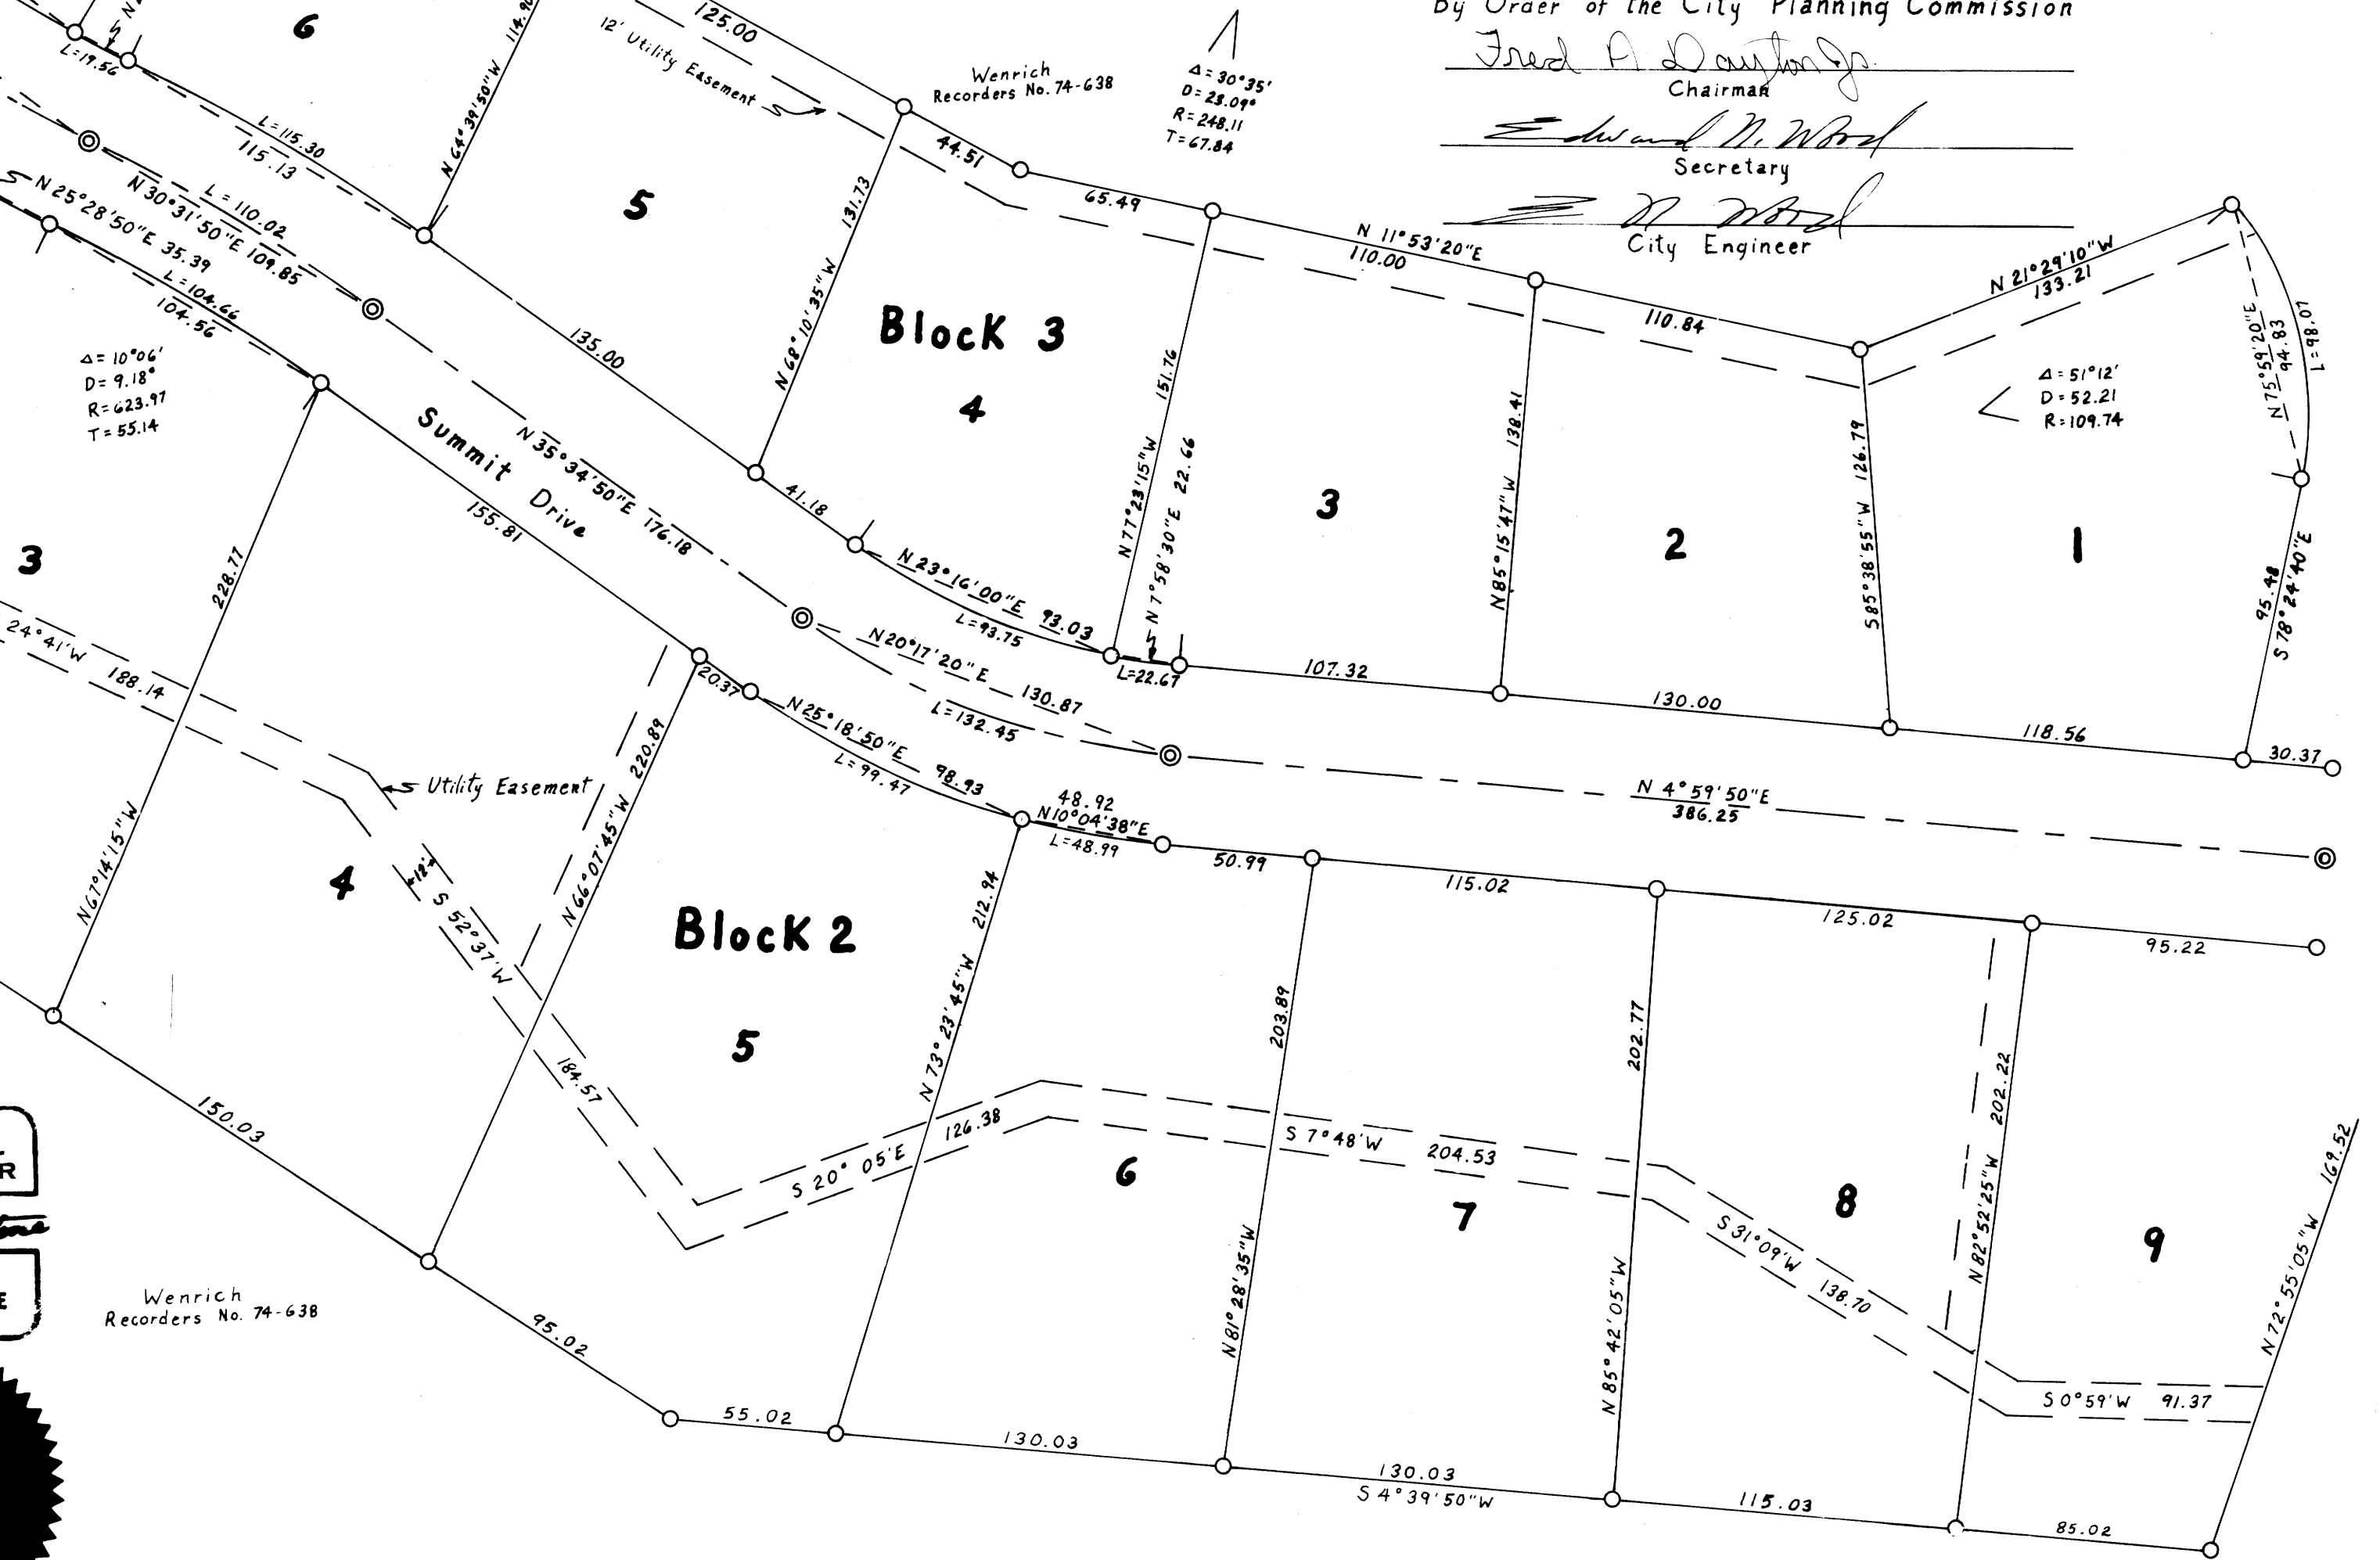 By Order of the City Planning Commission
Fred A Dayton Jr.
Chairman
Edward N. Wood
Secretary
E N Wood
City Engineer
6
L=19.56
L=115.30
115.13
114.90
N 64°39'50"W
125.00
12' Utility Easement
Wenrich
Recorders No. 74-638
Δ= 30°35'
D= 23.09°
R= 248.11
T= 67.84
L=110.02
N 30°31'50"E 109.85
N 25°28'50"E 35.39
L=104.66
104.56
Δ= 10°06'
D= 9.18°
R= 623.97
T= 55.14
5
131.73
N 68°10'35"W
44.51
65.49
N 11°53'20"E
110.00
110.84
N 21°29'10"W
133.21
N 75°59'20"E
94.83
L=98.07
Δ= 51°12'
D= 52.21
R= 109.74
Block 3
4
135.00
41.18
N 23°16'00"E 93.03
L=93.75
N 77°23'15"W 151.76
N 7°58'30"E 22.66
L=22.67
3
107.32
N 85°15'47"W 138.41
2
130.00
S 85°38'55"W 126.79
1
118.56
95.48
S 78°24'40"E
30.37
Summit Drive
N 35°34'50"E 176.18
155.81
N 20°17'20"E 130.87
L=132.45
N 4°59'50"E
386.25
3
228.77
N 67°14'15"W
24°41'W 188.14
Utility Easement
4
12'
S 52°37'W
184.57
20.37
N 25°18'50"E 98.93
L=99.47
220.89
N 66°07'45"W
48.92
N 10°04'38"E
L=48.99
50.99
115.02
125.02
95.22
Block 2
5
212.94
N 73°23'45"W
S 20°05'E 126.38
6
203.89
N 81°28'35"W
S 7°48'W 204.53
7
202.77
N 85°42'05"W
8
S 31°09'W 138.70
N 82°52'25"W 202.22
9
S 0°59'W 91.37
N 72°55'05"W 169.52
150.03
Wenrich
Recorders No. 74-638
95.02
55.02
130.03
130.03
S 4°39'50"W
115.03
85.02
R
E